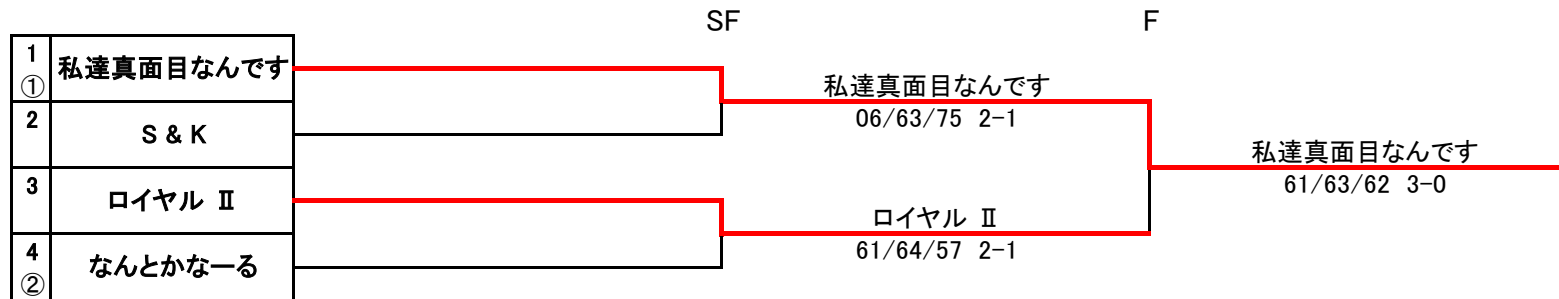 SF
F
1
①
私達真面目なんです
2
S & K
3
ロイヤル Ⅱ
4
②
なんとかなーる
私達真面目なんです
06/63/75 2-1
ロイヤル Ⅱ
61/64/57 2-1
私達真面目なんです
61/63/62 3-0